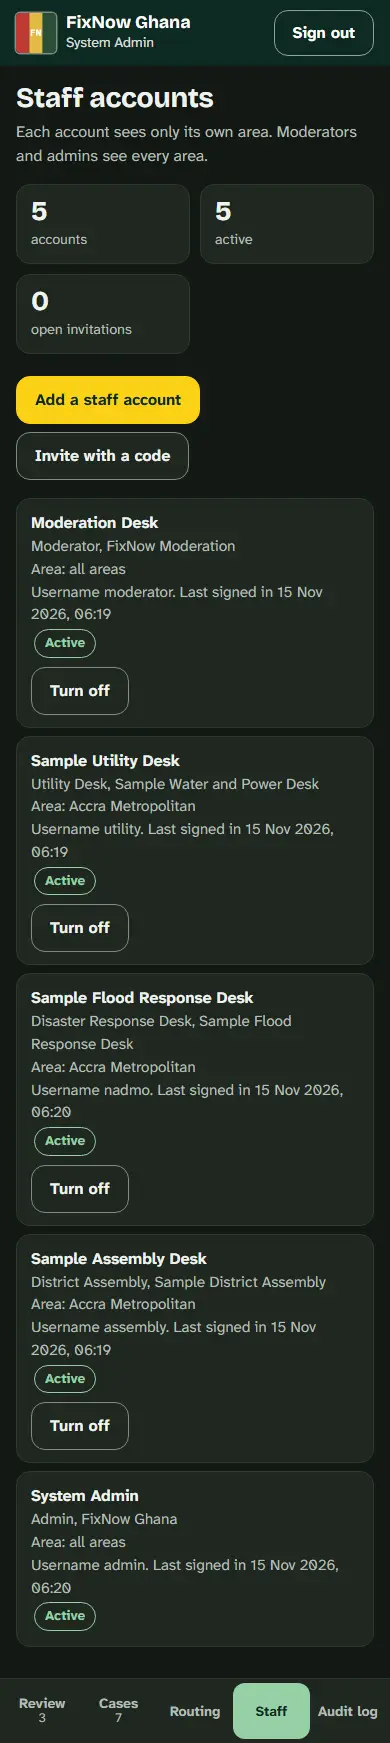 FN
FixNow Ghana
System Admin
Sign out
Staff accounts
Each account sees only its own area. Moderators
and admins see every area.
5
accounts
5
active
0
open invitations
Add a staff account
Invite with a code
Moderation Desk
Moderator, FixNow Moderation
Area: all areas
Username moderator. Last signed in 15 Nov
2026, 06:19
Active
Turn off
Sample Utility Desk
Utility Desk, Sample Water and Power Desk
Area: Accra Metropolitan
Username utility. Last signed in 15 Nov 2026,
06:19
Active
Turn off
Sample Flood Response Desk
Disaster Response Desk, Sample Flood
Response Desk
Area: Accra Metropolitan
Username nadmo. Last signed in 15 Nov 2026,
06:20
Active
Turn off
Sample Assembly Desk
District Assembly, Sample District Assembly
Area: Accra Metropolitan
Username assembly. Last signed in 15 Nov
2026, 06:19
Active
Turn off
System Admin
Admin, FixNow Ghana
Area: all areas
Username admin. Last signed in 15 Nov 2026,
06:20
Active
Review
3
Cases
7
Routing
Staff
Audit log